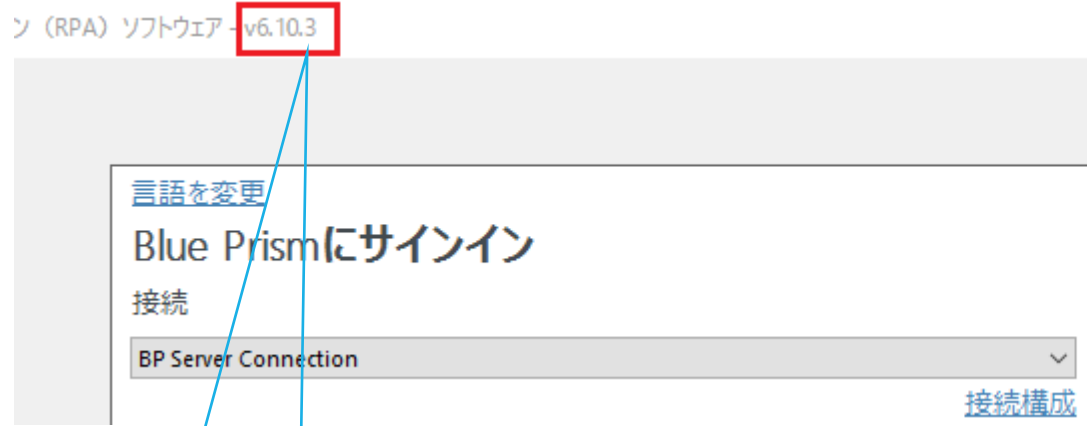 ン（RPA）ソフトウェア - v6.10.3
言語を変更
Blue Prismにサインイン
接続
BP Server Connection
接続構成